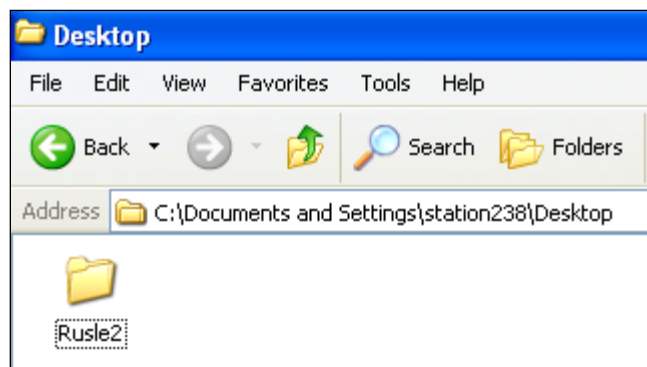 Desktop
File Edit View Favorites Tools Help
Back Search Folders
Address C:\Documents and Settings\station238\Desktop
Rusle2